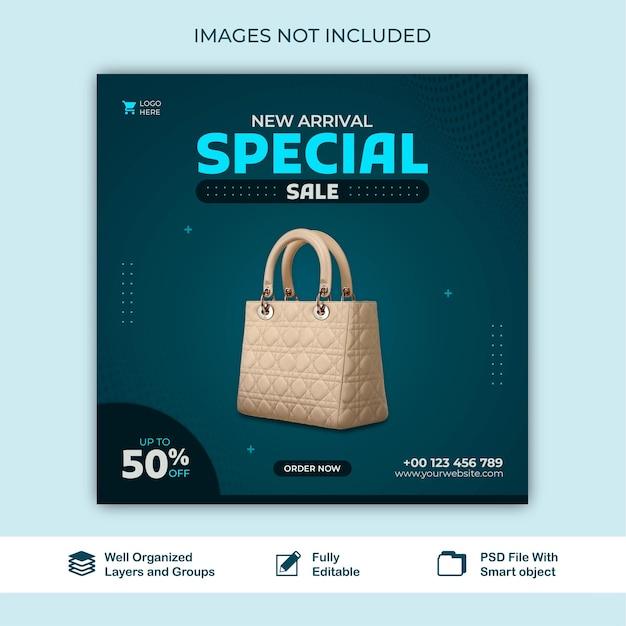 IMAGES NOT INCLUDED
LOGO
HERE
NEW ARRIVAL
SPECIAL
SALE
UP TO
50%
OFF
ORDER NOW
+00 123 456 789
www.yourwebsite.com
Well Organized
Layers and Groups
Fully
Editable
PSD File With
Smart object